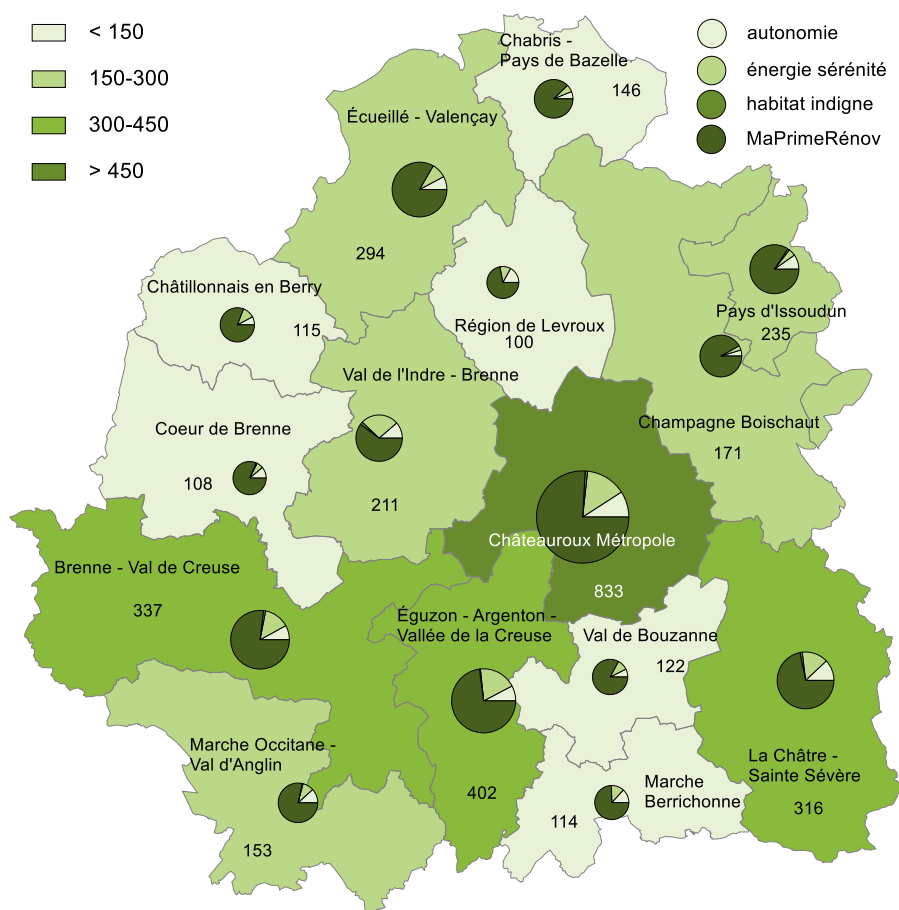 < 150
150-300
300-450
> 450
autonomie
énergie sérénité
habitat indigne
MaPrimeRénov
Chabris -
Pays de Bazelle
146
Écueillé - Valençay
294
Châtillonnais en Berry
115
Région de Levroux
100
Pays d'Issoudun
235
Val de l'Indre - Brenne
211
Coeur de Brenne
108
Champagne Boischaut
171
Châteauroux Métropole
833
Brenne - Val de Creuse
337
Éguzon - Argenton -
Vallée de la Creuse
402
Val de Bouzanne
122
Marche Occitane -
Val d'Anglin
153
Marche
Berrichonne
114
La Châtre -
Sainte Sévère
316